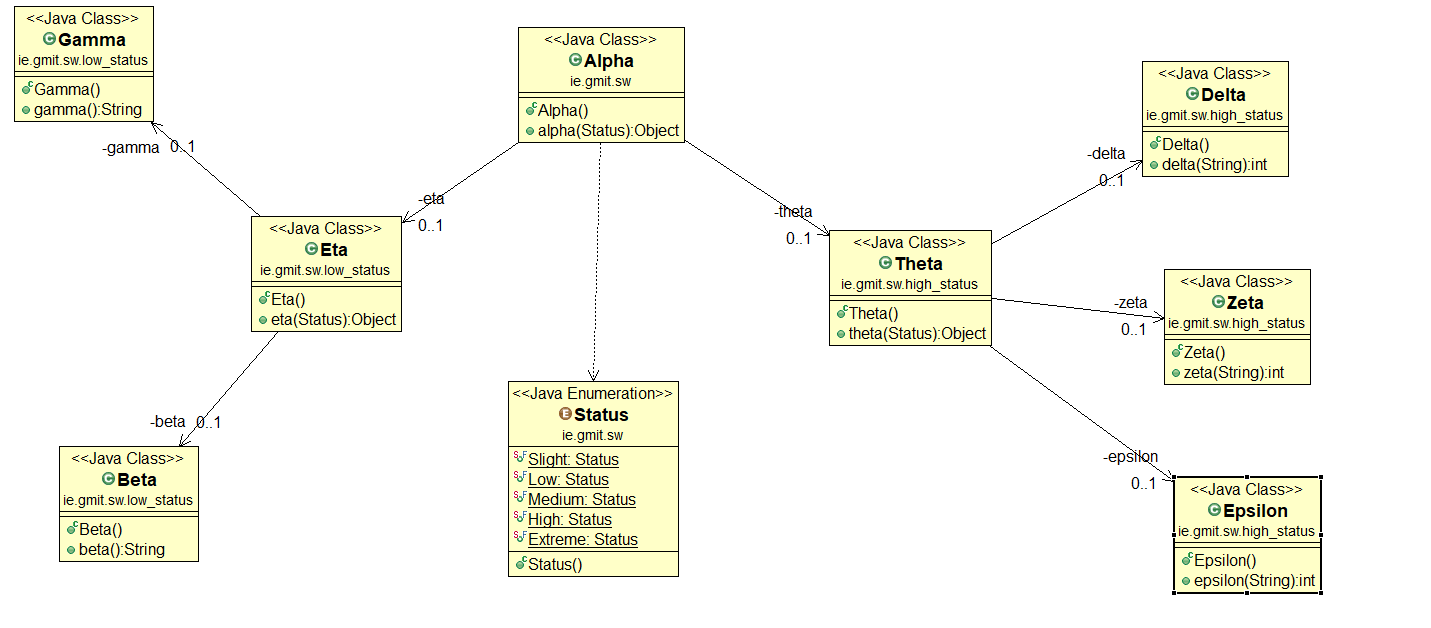 <<Java Class>>
Gamma
ie.gmit.sw.low_status
Gamma()
gamma():String
-gamma
0..1
<<Java Class>>
Alpha
ie.gmit.sw
Alpha()
alpha(Status):Object
-eta
0..1
-theta
0..1
<<Java Class>>
Delta
ie.gmit.sw.high_status
Delta()
delta(String):int
-delta
0..1
<<Java Class>>
Eta
ie.gmit.sw.low_status
Eta()
eta(Status):Object
<<Java Class>>
Theta
ie.gmit.sw.high_status
Theta()
theta(Status):Object
-zeta
0..1
<<Java Class>>
Zeta
ie.gmit.sw.high_status
Zeta()
zeta(String):int
-beta
0..1
<<Java Class>>
Beta
ie.gmit.sw.low_status
Beta()
beta():String
<<Java Enumeration>>
Status
ie.gmit.sw
Slight: Status
Low: Status
Medium: Status
High: Status
Extreme: Status
Status()
-epsilon
0..1
<<Java Class>>
Epsilon
ie.gmit.sw.high_status
Epsilon()
epsilon(String):int